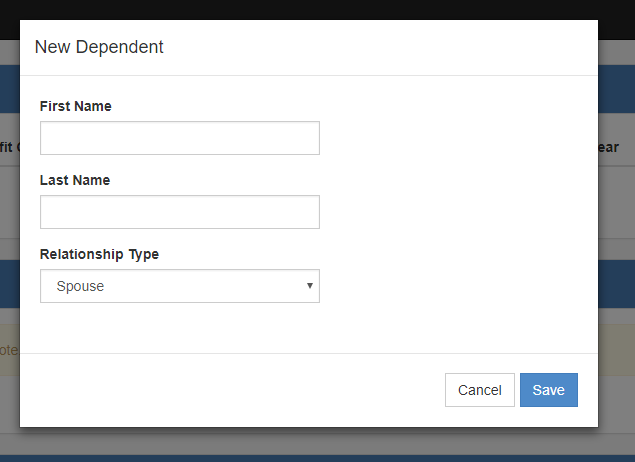 New Dependent
First Name
fit
ear
Last Name
Relationship Type
Spouse
ote
Cancel Save